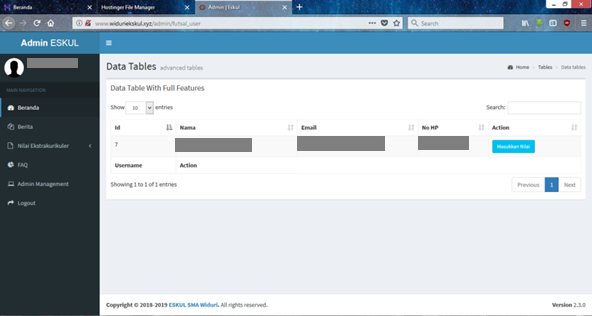 Beranda
Hostinger File Manager
Admin | Eskul
www.widuriekskul.xyz/admin/futsal_user
Search
Admin ESKUL
MAIN NAVIGATION
Beranda
Berita
Nilai Ekstrakurikuler
FAQ
Admin Management
Logout
Data Tables advanced tables
Home > Tables > Data tables
Data Table With Full Features
Show 10 entries
Search:
Id Nama Email No HP Action
7 Masukkan Nilai
Username Action
Showing 1 to 1 of 1 entries
Previous 1 Next
Copyright © 2018-2019 ESKUL SMA Widuri. All rights reserved.
Version 2.3.0